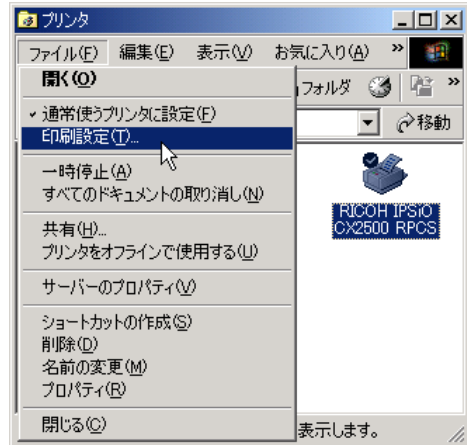 プリンタ
ファイル(F) 編集(E) 表示(V) お気に入り(A) »
フォルダ »
移動
開く(O)
通常使うプリンタに設定(F)
印刷設定(T)...
一時停止(A)
すべてのドキュメントの取り消し(N)
共有(H)...
プリンタをオフラインで使用する(U)
サーバーのプロパティ(V)
ショートカットの作成(S)
削除(D)
名前の変更(M)
プロパティ(R)
閉じる(C)
RICOH IPSiO
CX2500 RPCS
表示します。